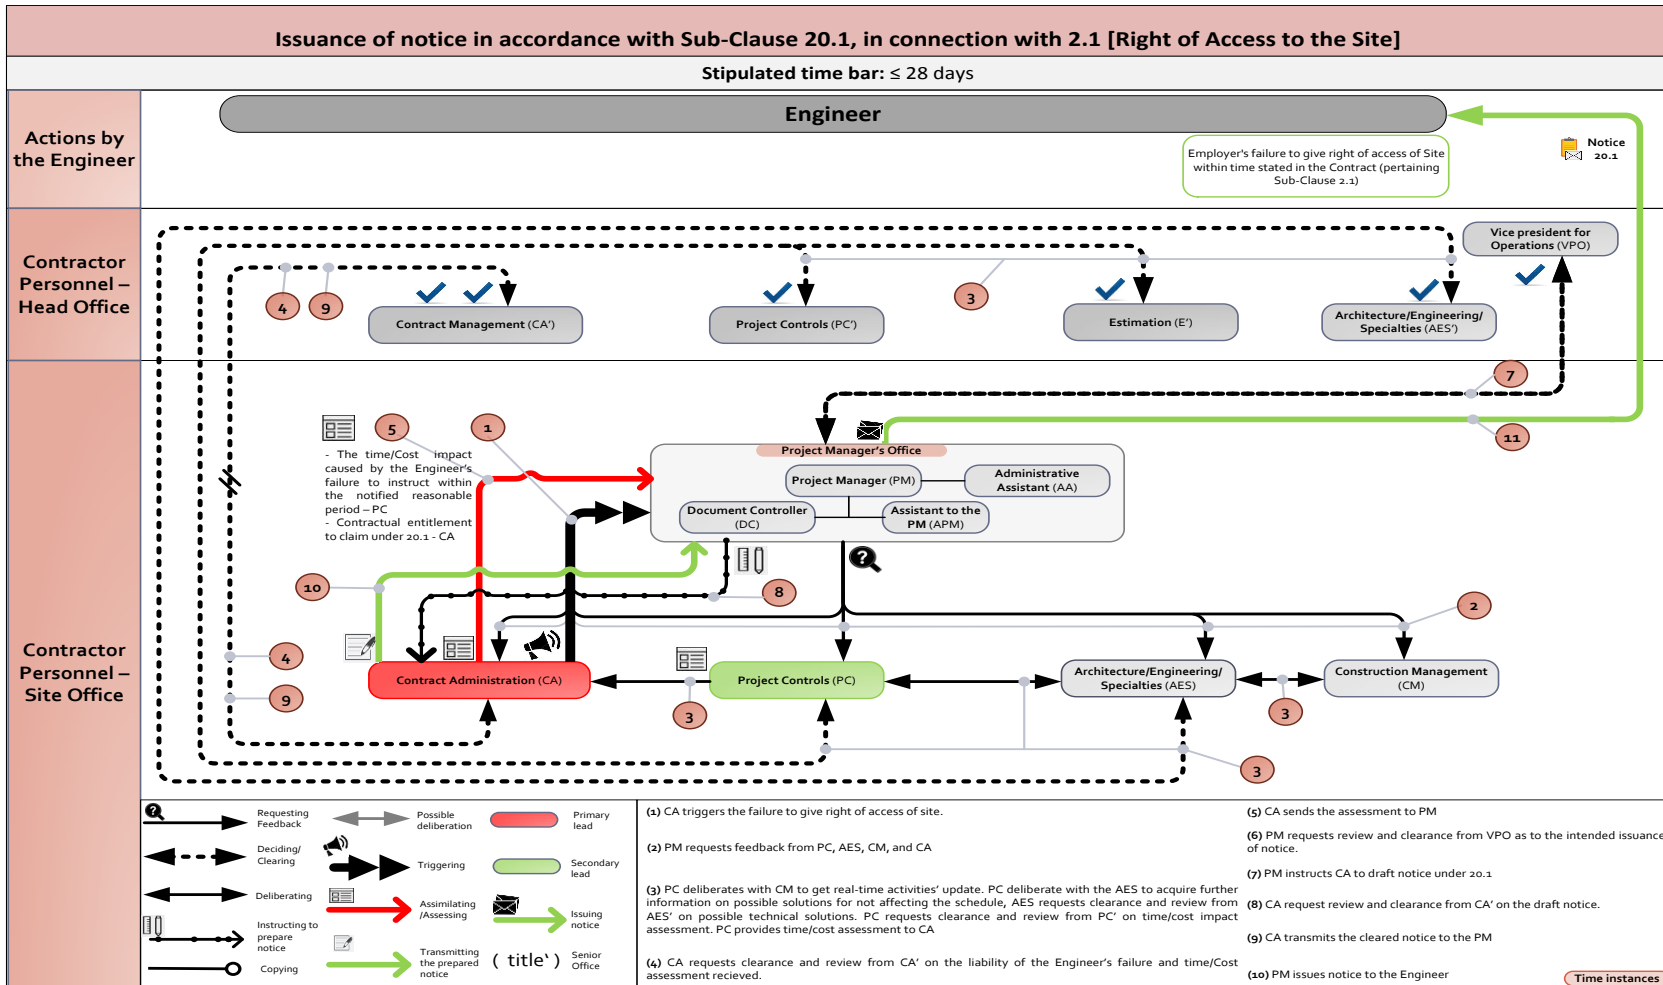 Issuance of notice in accordance with Sub-Clause 20.1, in connection with 2.1 [Right of Access to the Site]
Stipulated time bar: ≤ 28 days
Actions by
the Engineer
Engineer
Employer's failure to give right of access of Site
within time stated in the Contract (pertaining
Sub-Clause 2.1)
Notice
20.1
Contractor
Personnel –
Head Office
Vice president for
Operations (VPO)
4
9
3
Contract Management (CA’)
Project Controls (PC’)
Estimation (E’)
Architecture/Engineering/
Specialties (AES’)
7
5
1
11
- The time/Cost impact
caused by the Engineer's
failure to instruct within
the notified reasonable
period – PC
- Contractual entitlement
to claim under 20.1 - CA
Project Manager's Office
Project Manager (PM)
Administrative
Assistant (AA)
Document Controller
(DC)
Assistant to the
PM (APM)
10
8
2
Contractor
Personnel –
Site Office
4
9
Contract Administration (CA)
3
Project Controls (PC)
Architecture/Engineering/
Specialties (AES)
3
Construction Management
(CM)
3
Requesting
Feedback
Possible
deliberation
Primary
lead
Deciding/
Clearing
Triggering
Secondary
lead
Deliberating
Assimilating
/Assessing
Issuing
notice
Instructing to
prepare
notice
Transmitting
the prepared
notice
( title‘ )
Senior
Office
Copying
(1) CA triggers the failure to give right of access of site.
(2) PM requests feedback from PC, AES, CM, and CA
(3) PC deliberates with CM to get real-time activities’ update. PC deliberate with the AES to acquire further
information on possible solutions for not affecting the schedule, AES requests clearance and review from
AES’ on possible technical solutions. PC requests clearance and review from PC’ on time/cost impact
assessment. PC provides time/cost assessment to CA
(4) CA requests clearance and review from CA’ on the liability of the Engineer’s failure and time/Cost
assessment recieved.
(5) CA sends the assessment to PM
(6) PM requests review and clearance from VPO as to the intended issuance
of notice.
(7) PM instructs CA to draft notice under 20.1
(8) CA request review and clearance from CA’ on the draft notice.
(9) CA transmits the cleared notice to the PM
(10) PM issues notice to the Engineer
Time instances